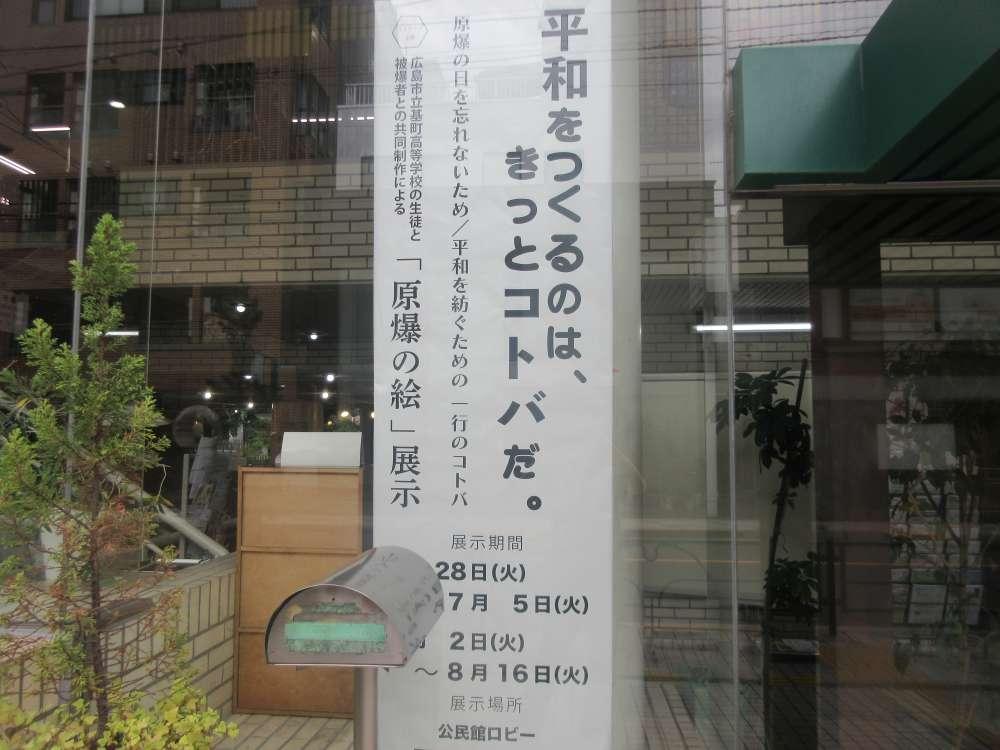 平和をつくるのは、
きっとコトバだ。
原爆の日を忘れないため／平和を紡ぐための一行のコトバ
広島市立基町高等学校の生徒と
被爆者との共同制作による
「原爆の絵」展示
展示期間
28日(火)
7月 5日(火)
2日(火)
～8月16日(火)
展示場所
公民館ロビー